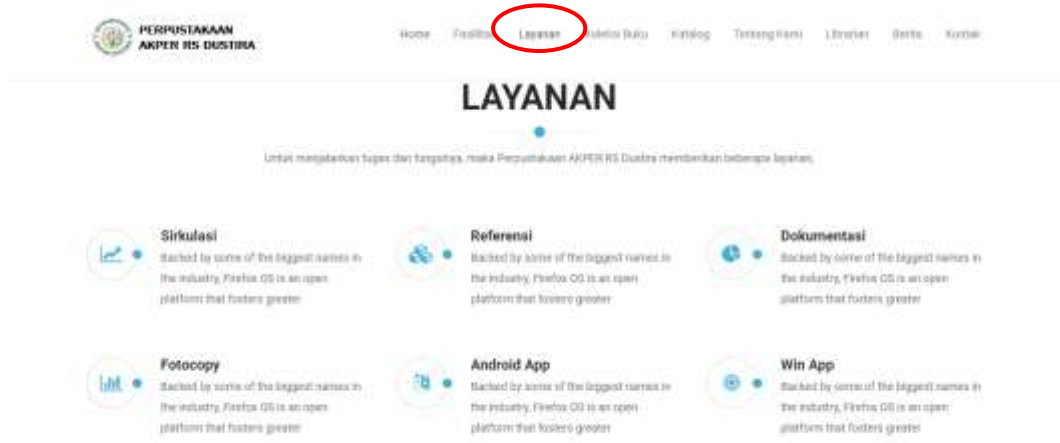 PERPUSTAKAAN
AKPER RS DUSTIRA
Home Fasilitas Layanan Koleksi Buku Katalog Tentang Kami Librarian Berita Kontak
LAYANAN
Untuk menjalankan tugas dan fungsinya, maka Perpustakaan AKPER RS Dustira memberikan beberapa layanan,
Sirkulasi
Backed by some of the biggest names in
the industry, Firefox OS is an open
platform that fosters greater
Referensi
Backed by some of the biggest names in
the industry, Firefox OS is an open
platform that fosters greater
Dokumentasi
Backed by some of the biggest names in
the industry, Firefox OS is an open
platform that fosters greater
Fotocopy
Backed by some of the biggest names in
the industry, Firefox OS is an open
platform that fosters greater
Android App
Backed by some of the biggest names in
the industry, Firefox OS is an open
platform that fosters greater
Win App
Backed by some of the biggest names in
the industry, Firefox OS is an open
platform that fosters greater